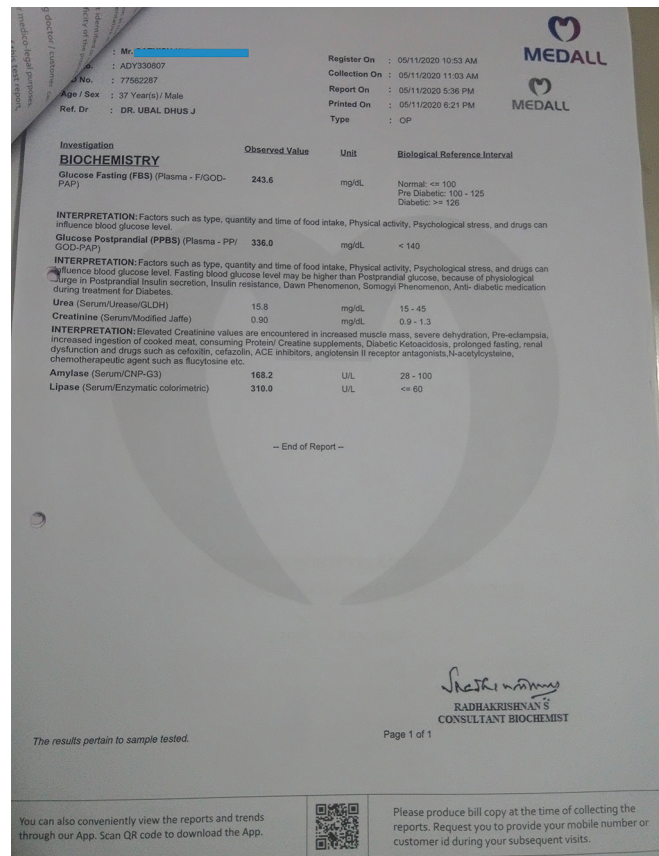 : Mr.
: ADY330807
No. : 77562287
Age / Sex : 37 Year(s)/ Male
Ref. Dr : DR. UBAL DHUS J
Register On : 05/11/2020 10:53 AM
Collection On : 05/11/2020 11:03 AM
Report On : 05/11/2020 5:36 PM
Printed On : 05/11/2020 6:21 PM
Type : OP
MEDALL
MEDALL
Investigation Observed Value Unit Biological Reference Interval
BIOCHEMISTRY
Glucose Fasting (FBS) (Plasma - F/GOD- 243.6 mg/dL Normal: <= 100
PAP) Pre Diabetic: 100 - 125
Diabetic: >= 126
INTERPRETATION: Factors such as type, quantity and time of food intake, Physical activity, Psychological stress, and drugs can
influence blood glucose level.
Glucose Postprandial (PPBS) (Plasma - PP/ 336.0 mg/dL < 140
GOD-PAP)
INTERPRETATION: Factors such as type, quantity and time of food intake, Physical activity, Psychological stress, and drugs can
influence blood glucose level. Fasting blood glucose level may be higher than Postprandial glucose, because of physiological
surge in Postprandial Insulin secretion, Insulin resistance, Dawn Phenomenon, Somogyi Phenomenon, Anti- diabetic medication
during treatment for Diabetes.
Urea (Serum/Urease/GLDH) 15.8 mg/dL 15 - 45
Creatinine (Serum/Modified Jaffe) 0.90 mg/dL 0.9 - 1.3
INTERPRETATION: Elevated Creatinine values are encountered in increased muscle mass, severe dehydration, Pre-eclampsia,
increased ingestion of cooked meat, consuming Protein/ Creatine supplements, Diabetic Ketoacidosis, prolonged fasting, renal
dysfunction and drugs such as cefoxitin, cefazolin, ACE inhibitors, angiotensin II receptor antagonists,N-acetylcysteine,
chemotherapeutic agent such as flucytosine etc.
Amylase (Serum/CNP-G3) 168.2 U/L 28 - 100
Lipase (Serum/Enzymatic colorimetric) 310.0 U/L <= 60
-- End of Report --
RADHAKRISHNAN S
CONSULTANT BIOCHEMIST
The results pertain to sample tested.
Page 1 of 1
You can also conveniently view the reports and trends
through our App. Scan QR code to download the App.
Please produce bill copy at the time of collecting the
reports. Request you to provide your mobile number or
customer id during your subsequent visits.